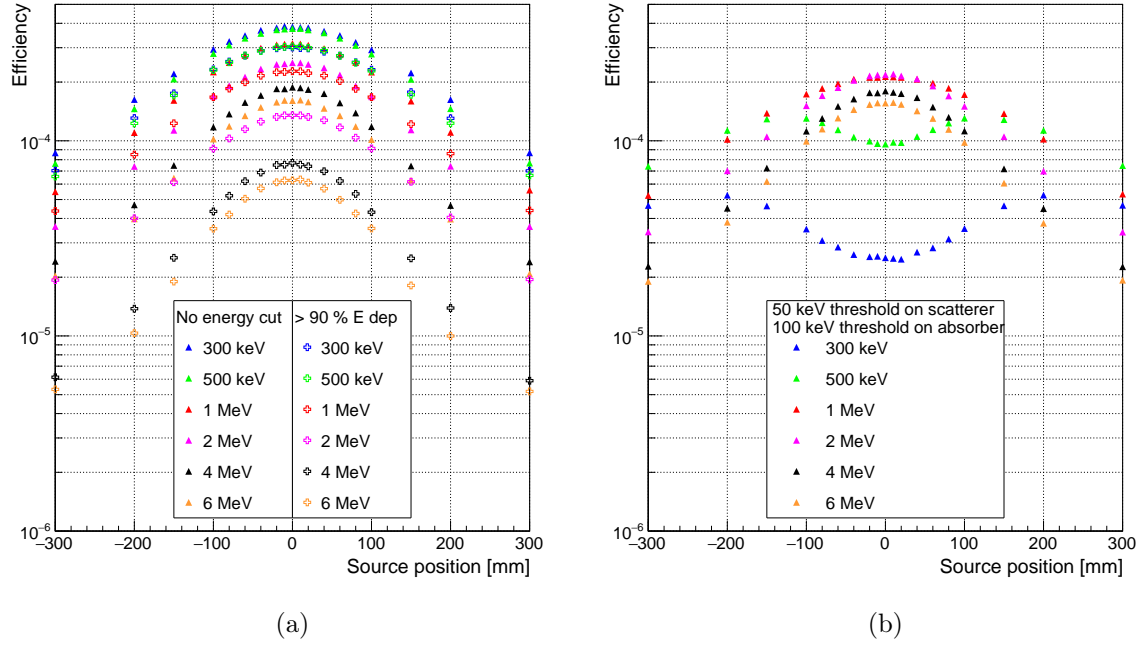 Efficiency
10⁻⁴
10⁻⁵
10⁻⁶
No energy cut > 90 % E dep
300 keV 300 keV
500 keV 500 keV
1 MeV 1 MeV
2 MeV 2 MeV
4 MeV 4 MeV
6 MeV 6 MeV
−300 −200 −100 0 100 200 300
Source position [mm]
(a)
Efficiency
10⁻⁴
10⁻⁵
10⁻⁶
50 keV threshold on scatterer
100 keV threshold on absorber
300 keV
500 keV
1 MeV
2 MeV
4 MeV
6 MeV
−300 −200 −100 0 100 200 300
Source position [mm]
(b)